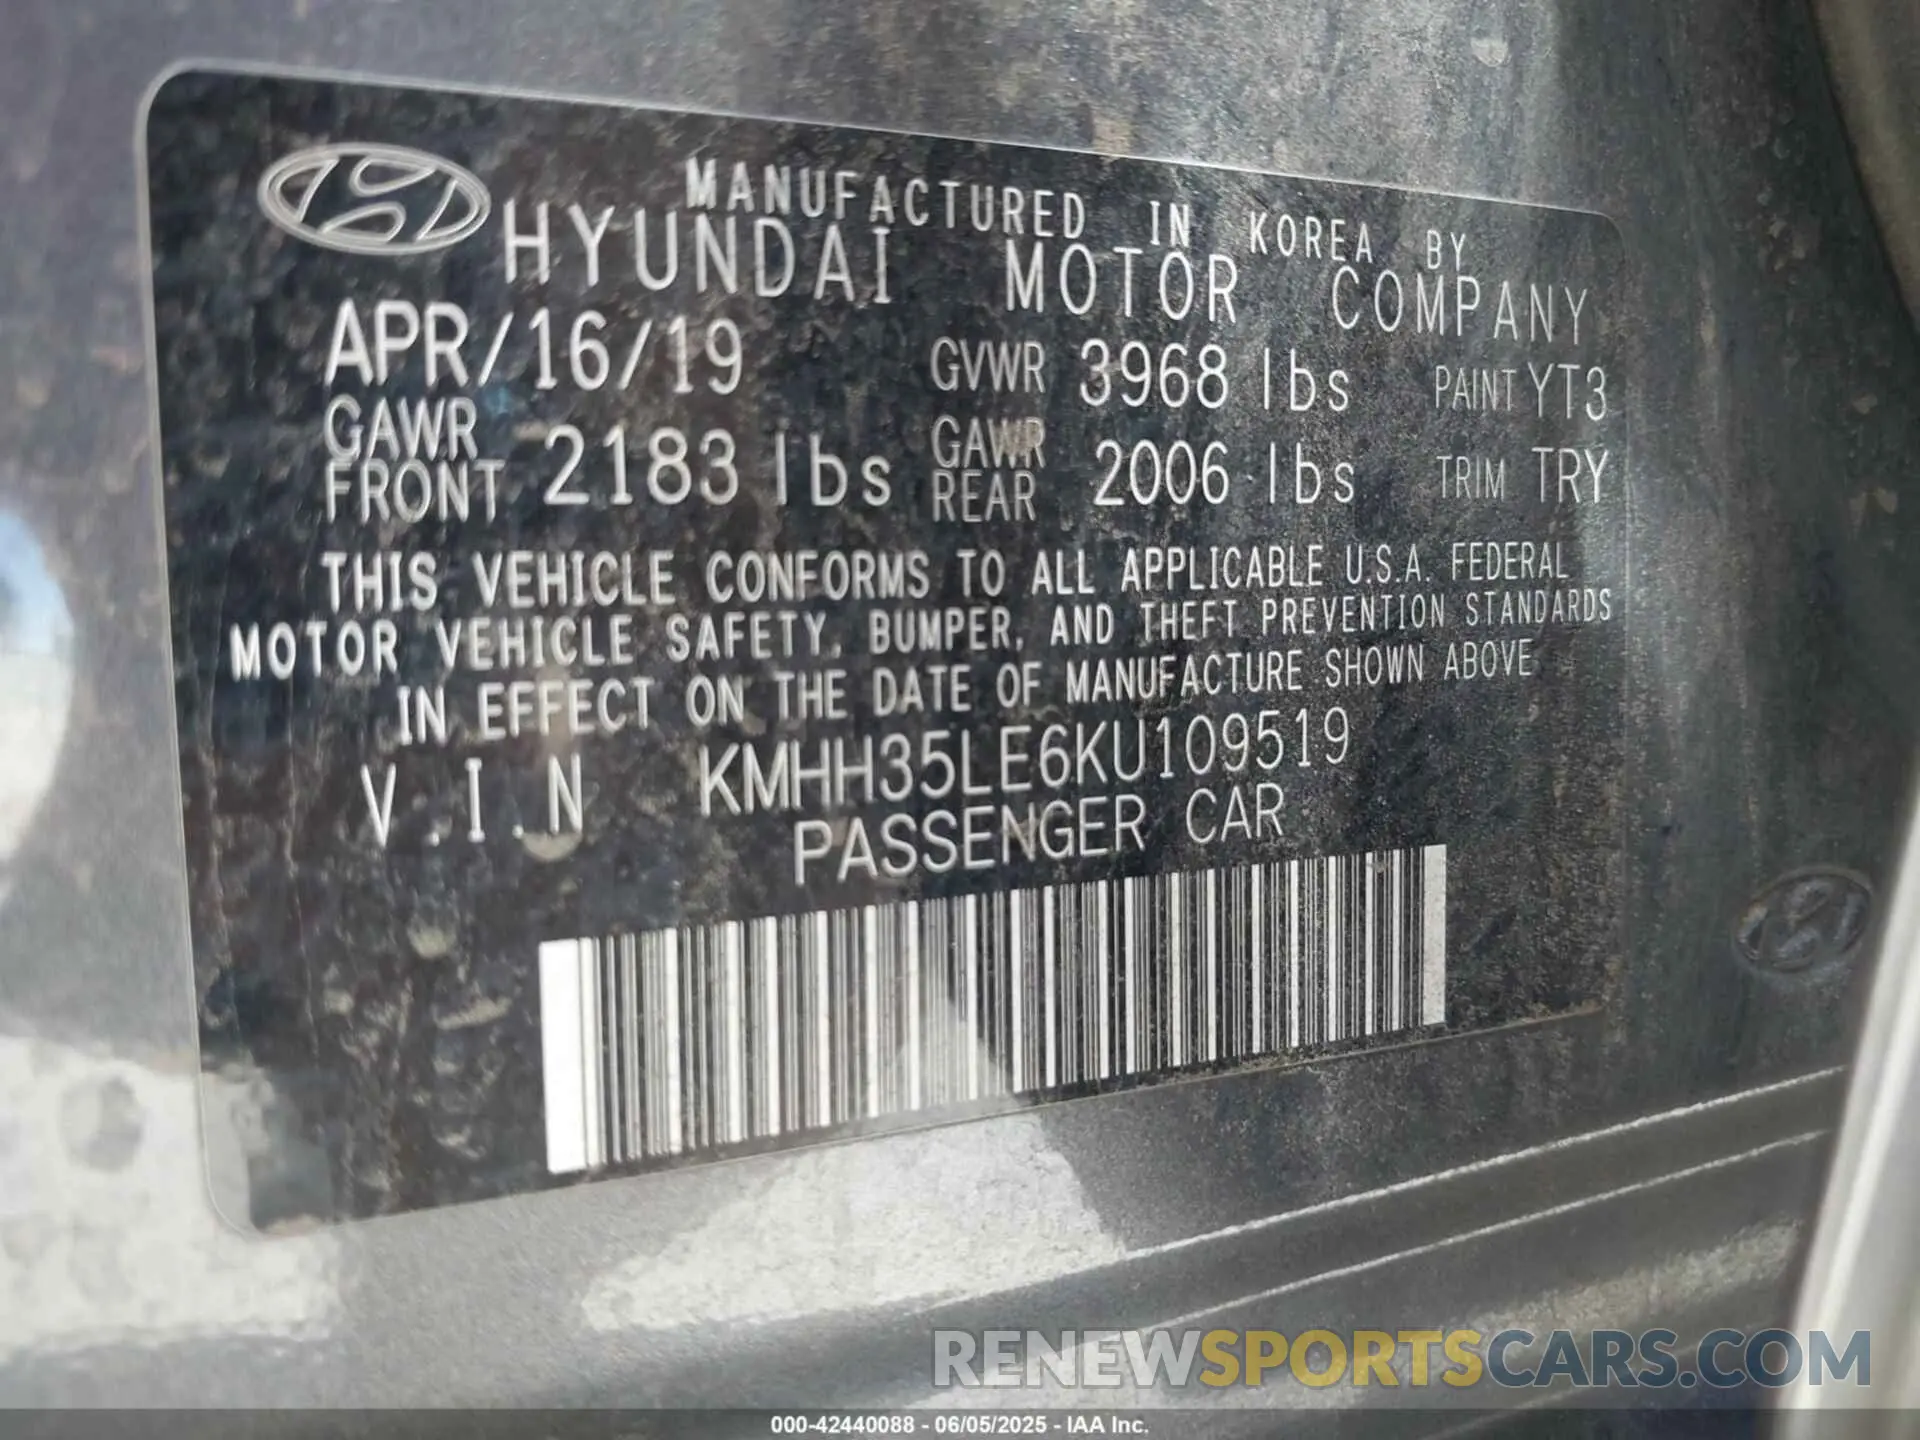 MANUFACTURED IN KOREA BY
HYUNDAI MOTOR COMPANY
APR/16/19 GVWR 3968 lbs PAINT YT3
GAWR FRONT 2183 lbs GAWR REAR 2006 lbs TRIM TRY
THIS VEHICLE CONFORMS TO ALL APPLICABLE U.S.A. FEDERAL
MOTOR VEHICLE SAFETY, BUMPER, AND THEFT PREVENTION STANDARDS
IN EFFECT ON THE DATE OF MANUFACTURE SHOWN ABOVE
V.I.N KMHH35LE6KU109519
PASSENGER CAR
RENEWSPORTSCARS.COM
000-42440088 - 06/05/2025 - IAA Inc.